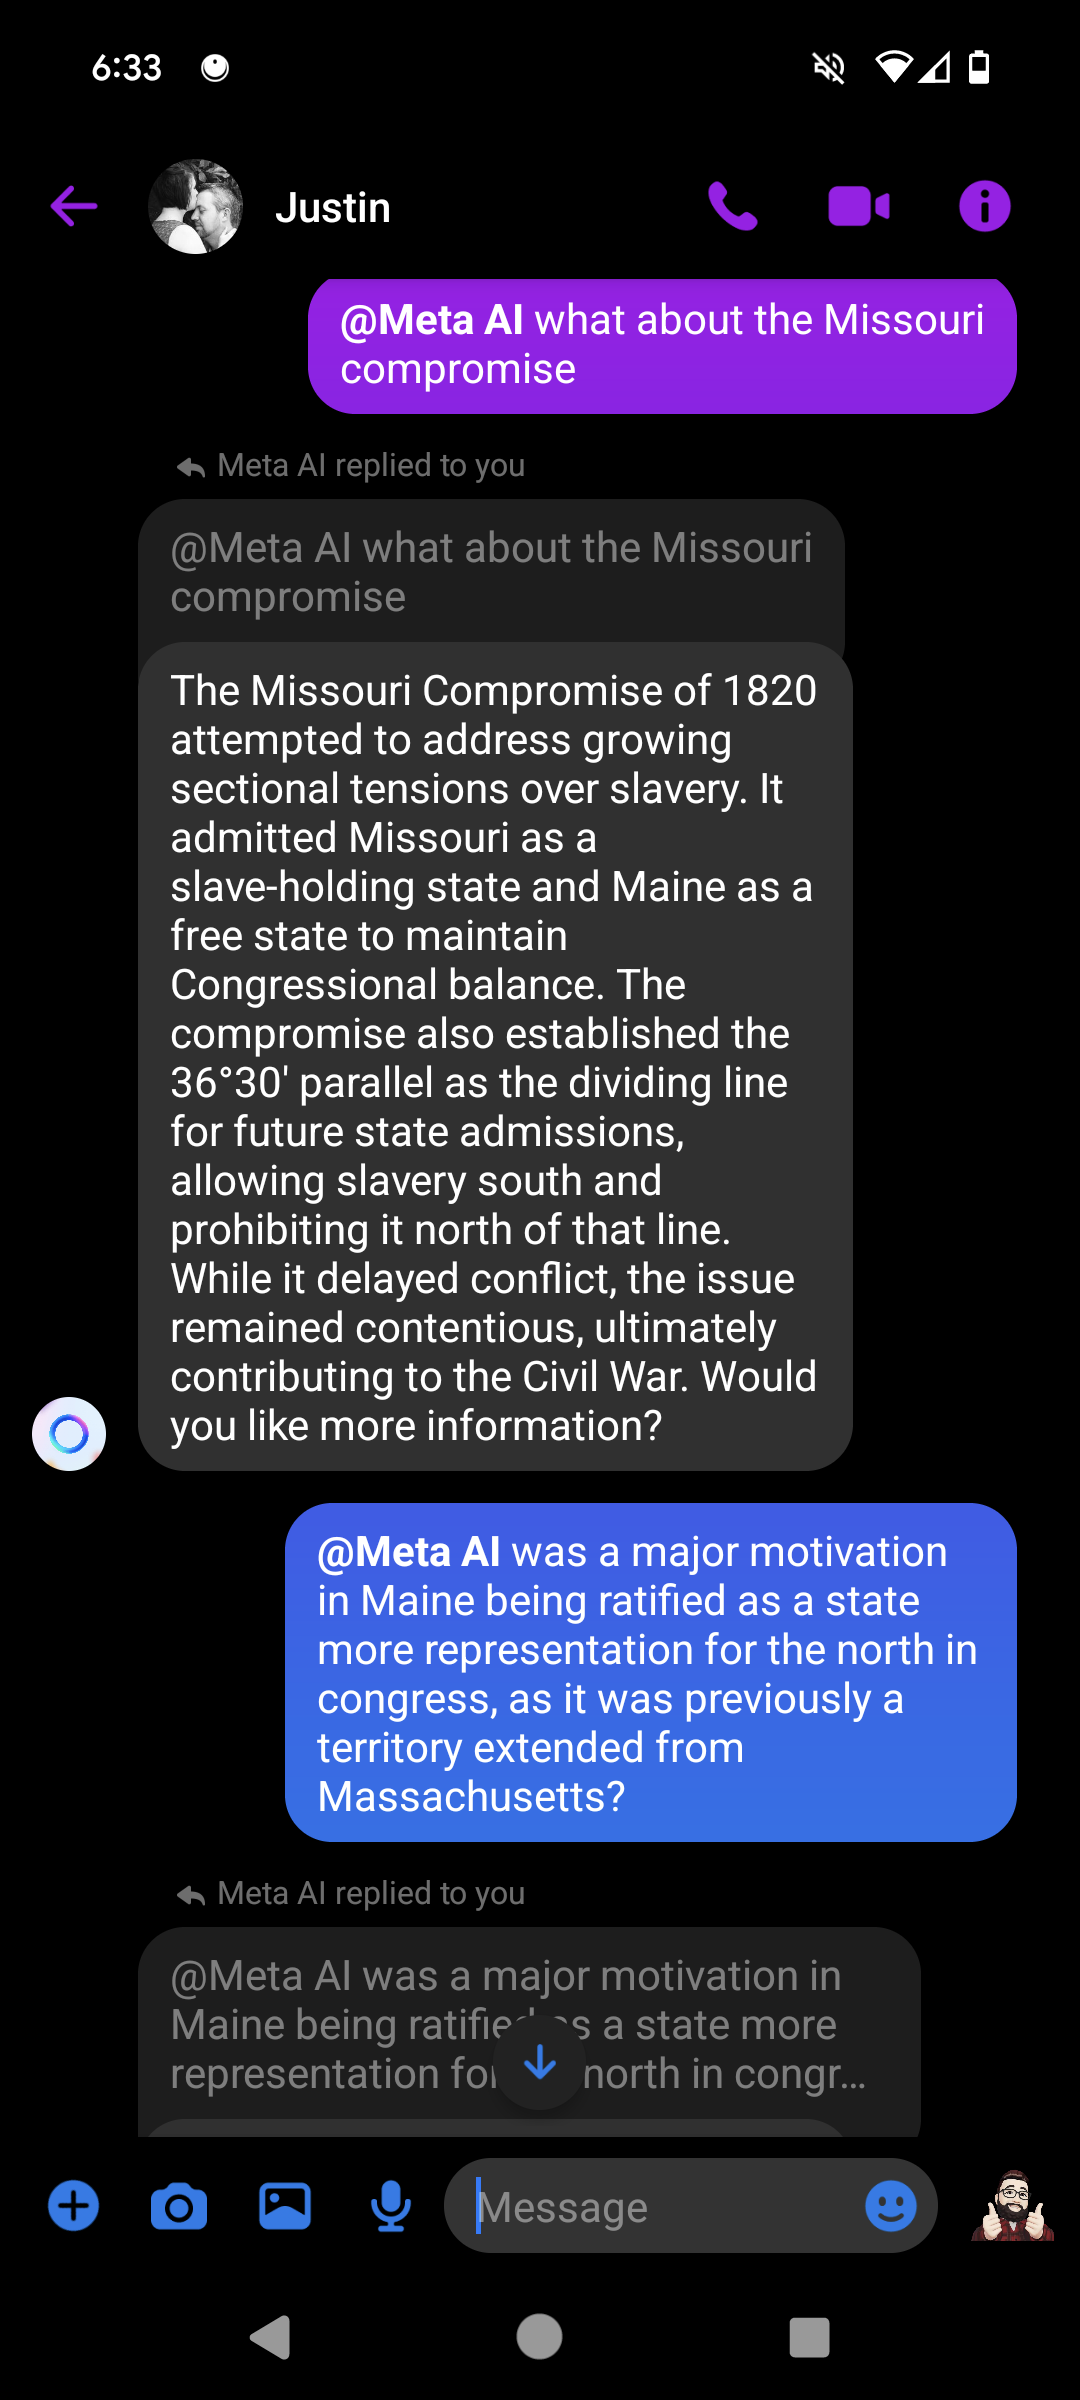 6:33
Justin
@Meta AI what about the Missouri
compromise
Meta AI replied to you
@Meta AI what about the Missouri
compromise
The Missouri Compromise of 1820
attempted to address growing
sectional tensions over slavery. It
admitted Missouri as a
slave-holding state and Maine as a
free state to maintain
Congressional balance. The
compromise also established the
36°30' parallel as the dividing line
for future state admissions,
allowing slavery south and
prohibiting it north of that line.
While it delayed conflict, the issue
remained contentious, ultimately
contributing to the Civil War. Would
you like more information?
@Meta AI was a major motivation
in Maine being ratified as a state
more representation for the north in
congress, as it was previously a
territory extended from
Massachusetts?
Meta AI replied to you
@Meta AI was a major motivation in
Maine being ratified as a state more
representation for north in congr...
Message